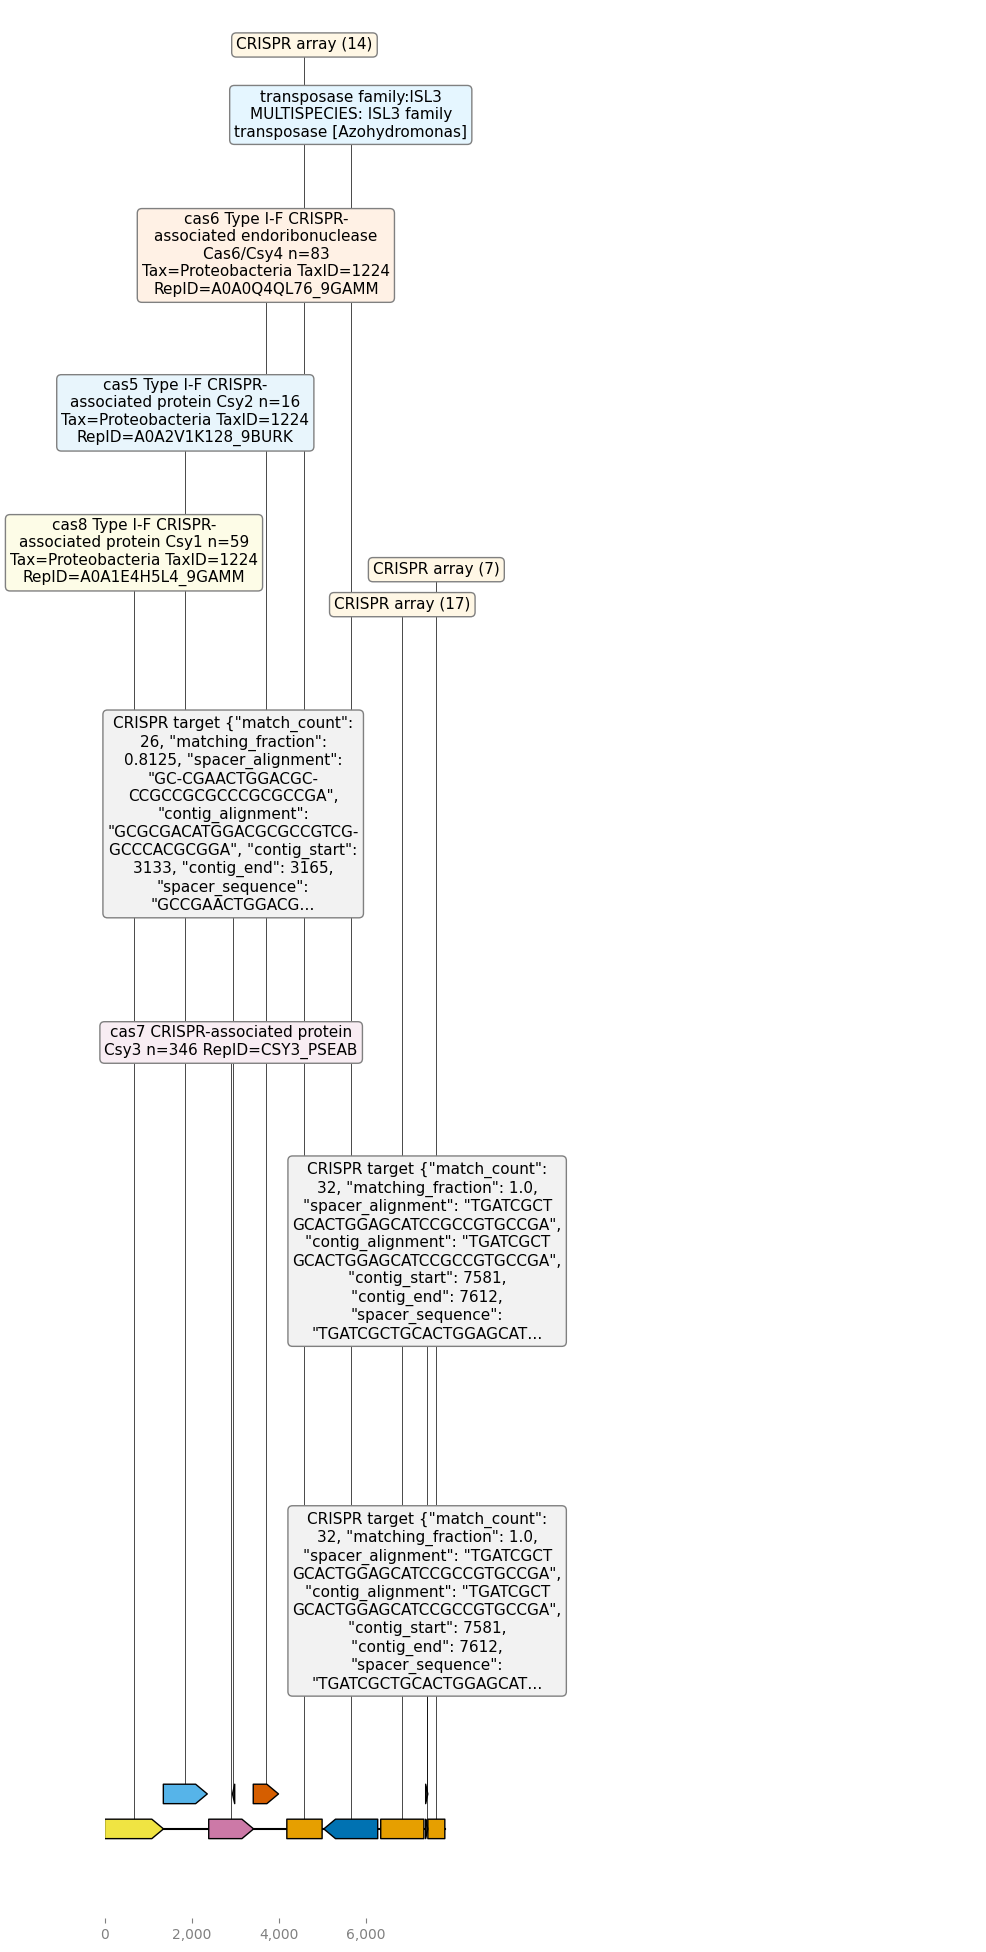 CRISPR array (14)
transposase family:ISL3
MULTISPECIES: ISL3 family
transposase [Azohydromonas]
cas6 Type I-F CRISPR-
associated endoribonuclease
Cas6/Csy4 n=83
Tax=Proteobacteria TaxID=1224
RepID=A0A0Q4QL76_9GAMM
cas5 Type I-F CRISPR-
associated protein Csy2 n=16
Tax=Proteobacteria TaxID=1224
RepID=A0A2V1K128_9BURK
cas8 Type I-F CRISPR-
associated protein Csy1 n=59
Tax=Proteobacteria TaxID=1224
RepID=A0A1E4H5L4_9GAMM
CRISPR array (7)
CRISPR array (17)
CRISPR target {"match_count":
26, "matching_fraction":
0.8125, "spacer_alignment":
"GC-CGAACTGGACGC-
CCGCCGCGCCCGCGCCGA",
"contig_alignment":
"GCGCGACATGGACGCGCCGTCG-
GCCCACGCGGA", "contig_start":
3133, "contig_end": 3165,
"spacer_sequence":
"GCCGAACTGGACG...
cas7 CRISPR-associated protein
Csy3 n=346 RepID=CSY3_PSEAB
CRISPR target {"match_count":
32, "matching_fraction": 1.0,
"spacer_alignment": "TGATCGCT
GCACTGGAGCATCCGCCGTGCCGA",
"contig_alignment": "TGATCGCT
GCACTGGAGCATCCGCCGTGCCGA",
"contig_start": 7581,
"contig_end": 7612,
"spacer_sequence":
"TGATCGCTGCACTGGAGCAT...
CRISPR target {"match_count":
32, "matching_fraction": 1.0,
"spacer_alignment": "TGATCGCT
GCACTGGAGCATCCGCCGTGCCGA",
"contig_alignment": "TGATCGCT
GCACTGGAGCATCCGCCGTGCCGA",
"contig_start": 7581,
"contig_end": 7612,
"spacer_sequence":
"TGATCGCTGCACTGGAGCAT...
0 2,000 4,000 6,000